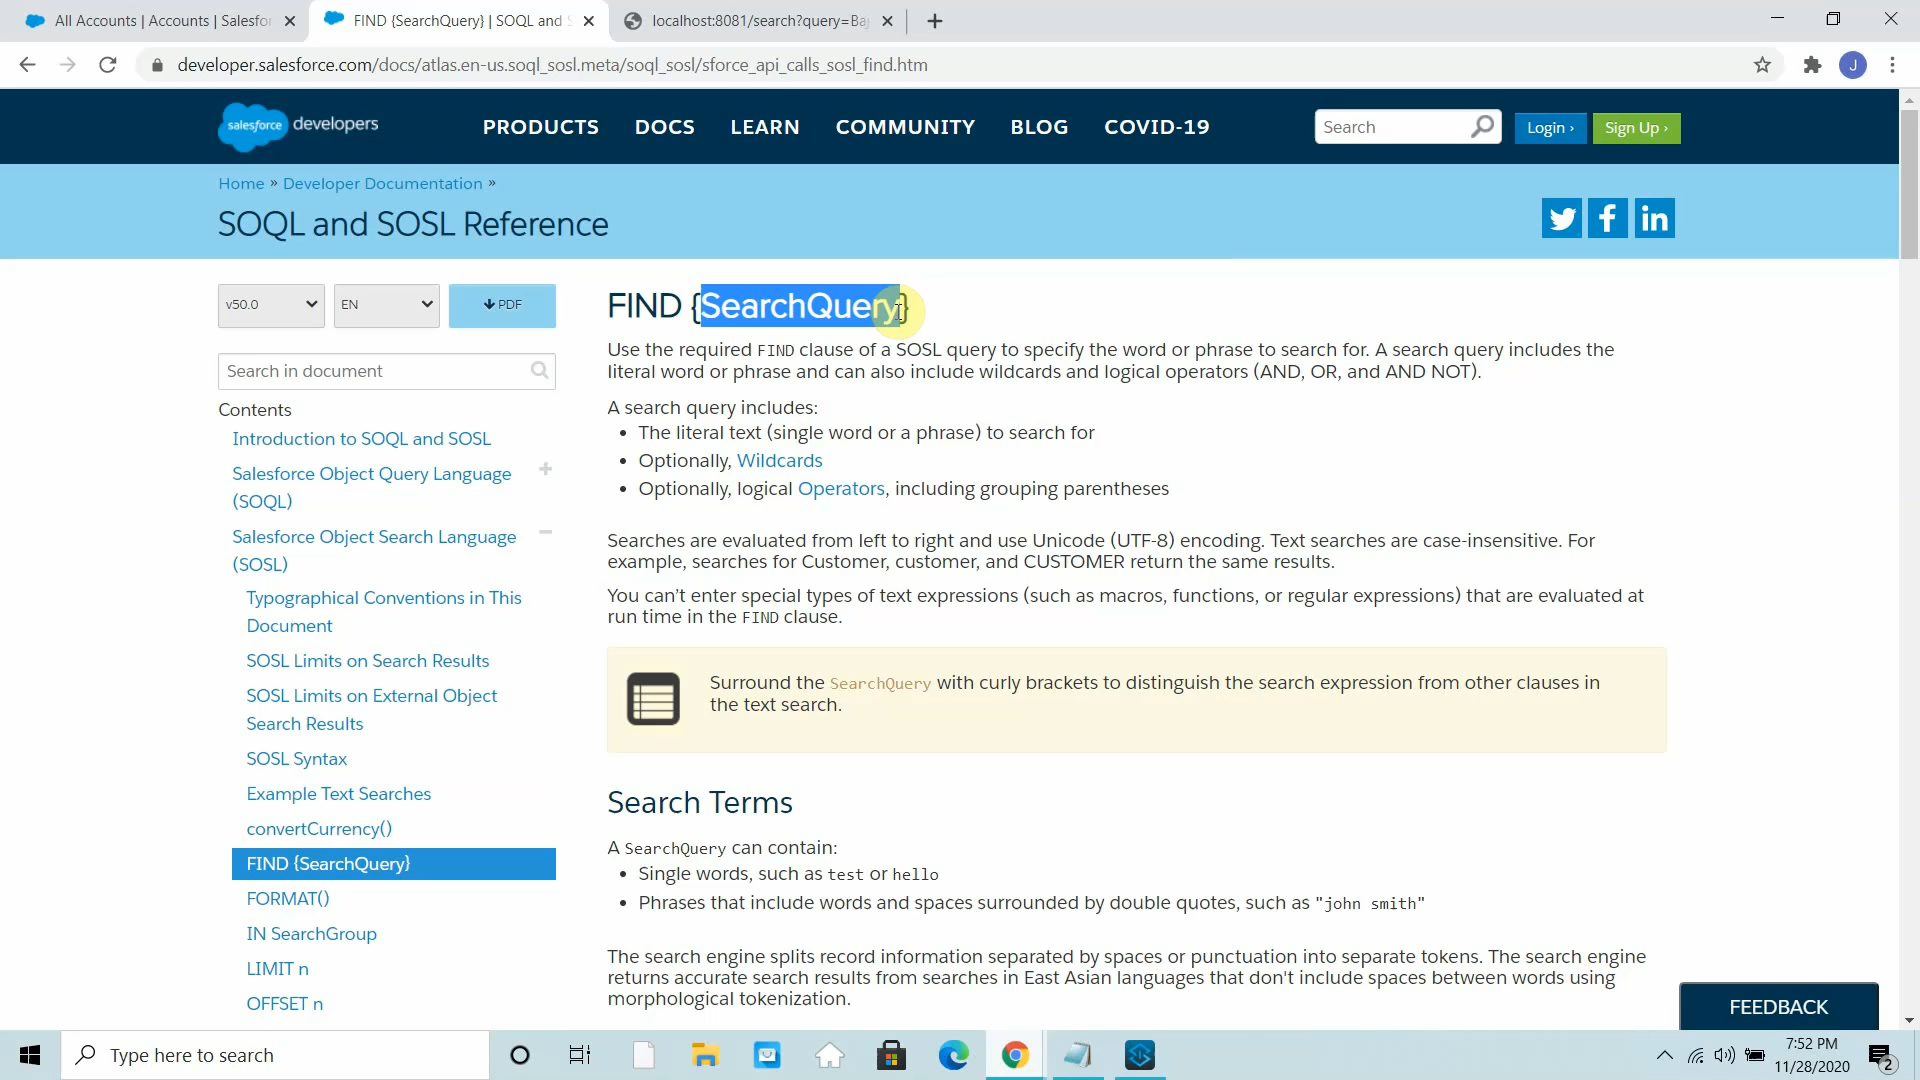 All Accounts | Accounts | Salesfor
FIND {SearchQuery} | SOQL and S
localhost:8081/search?query=Baj
developer.salesforce.com/docs/atlas.en-us.soql_sosl.meta/soql_sosl/sforce_api_calls_sosl_find.htm
J
salesforce developers
PRODUCTS DOCS LEARN COMMUNITY BLOG COVID-19
Search
Login ›
Sign Up ›
Home » Developer Documentation »
SOQL and SOSL Reference
v50.0
EN
PDF
Search in document
Contents
Introduction to SOQL and SOSL
Salesforce Object Query Language
(SOQL)
Salesforce Object Search Language
(SOSL)
Typographical Conventions in This
Document
SOSL Limits on Search Results
SOSL Limits on External Object
Search Results
SOSL Syntax
Example Text Searches
convertCurrency()
FIND {SearchQuery}
FORMAT()
IN SearchGroup
LIMIT n
OFFSET n
FIND {SearchQuery}
Use the required FIND clause of a SOSL query to specify the word or phrase to search for. A search query includes the
literal word or phrase and can also include wildcards and logical operators (AND, OR, and AND NOT).
A search query includes:
• The literal text (single word or a phrase) to search for
• Optionally, Wildcards
• Optionally, logical Operators, including grouping parentheses
Searches are evaluated from left to right and use Unicode (UTF-8) encoding. Text searches are case-insensitive. For
example, searches for Customer, customer, and CUSTOMER return the same results.
You can’t enter special types of text expressions (such as macros, functions, or regular expressions) that are evaluated at
run time in the FIND clause.
Surround the SearchQuery with curly brackets to distinguish the search expression from other clauses in
the text search.
Search Terms
A SearchQuery can contain:
• Single words, such as test or hello
• Phrases that include words and spaces surrounded by double quotes, such as "john smith"
The search engine splits record information separated by spaces or punctuation into separate tokens. The search engine
returns accurate search results from searches in East Asian languages that don't include spaces between words using
morphological tokenization.
FEEDBACK
Type here to search
7:52 PM
11/28/2020
2